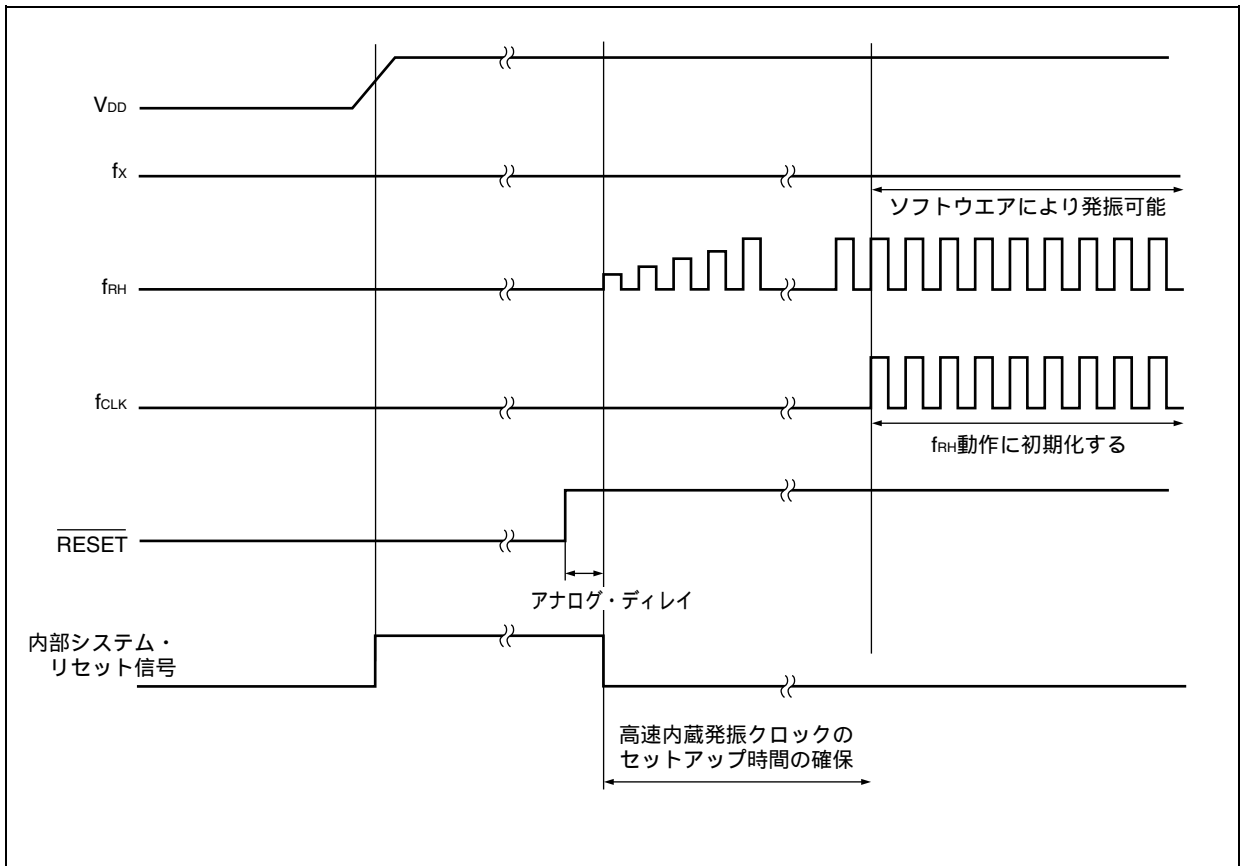 VDD
fX
ソフトウエアにより発振可能
fRH
fCLK
fRH動作に初期化する
RESET
アナログ・ディレイ
内部システム・
リセット信号
高速内蔵発振クロックの
セットアップ時間の確保